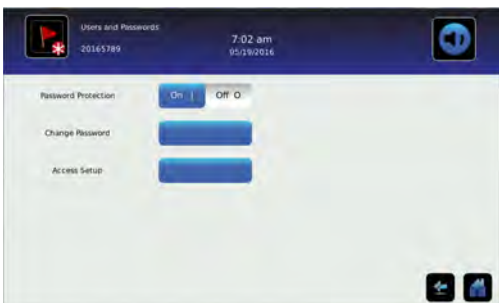 Users and Passwords
20165789
7:02 am
05/19/2016
Password Protection
On |
Off O
Change Password
Access Setup